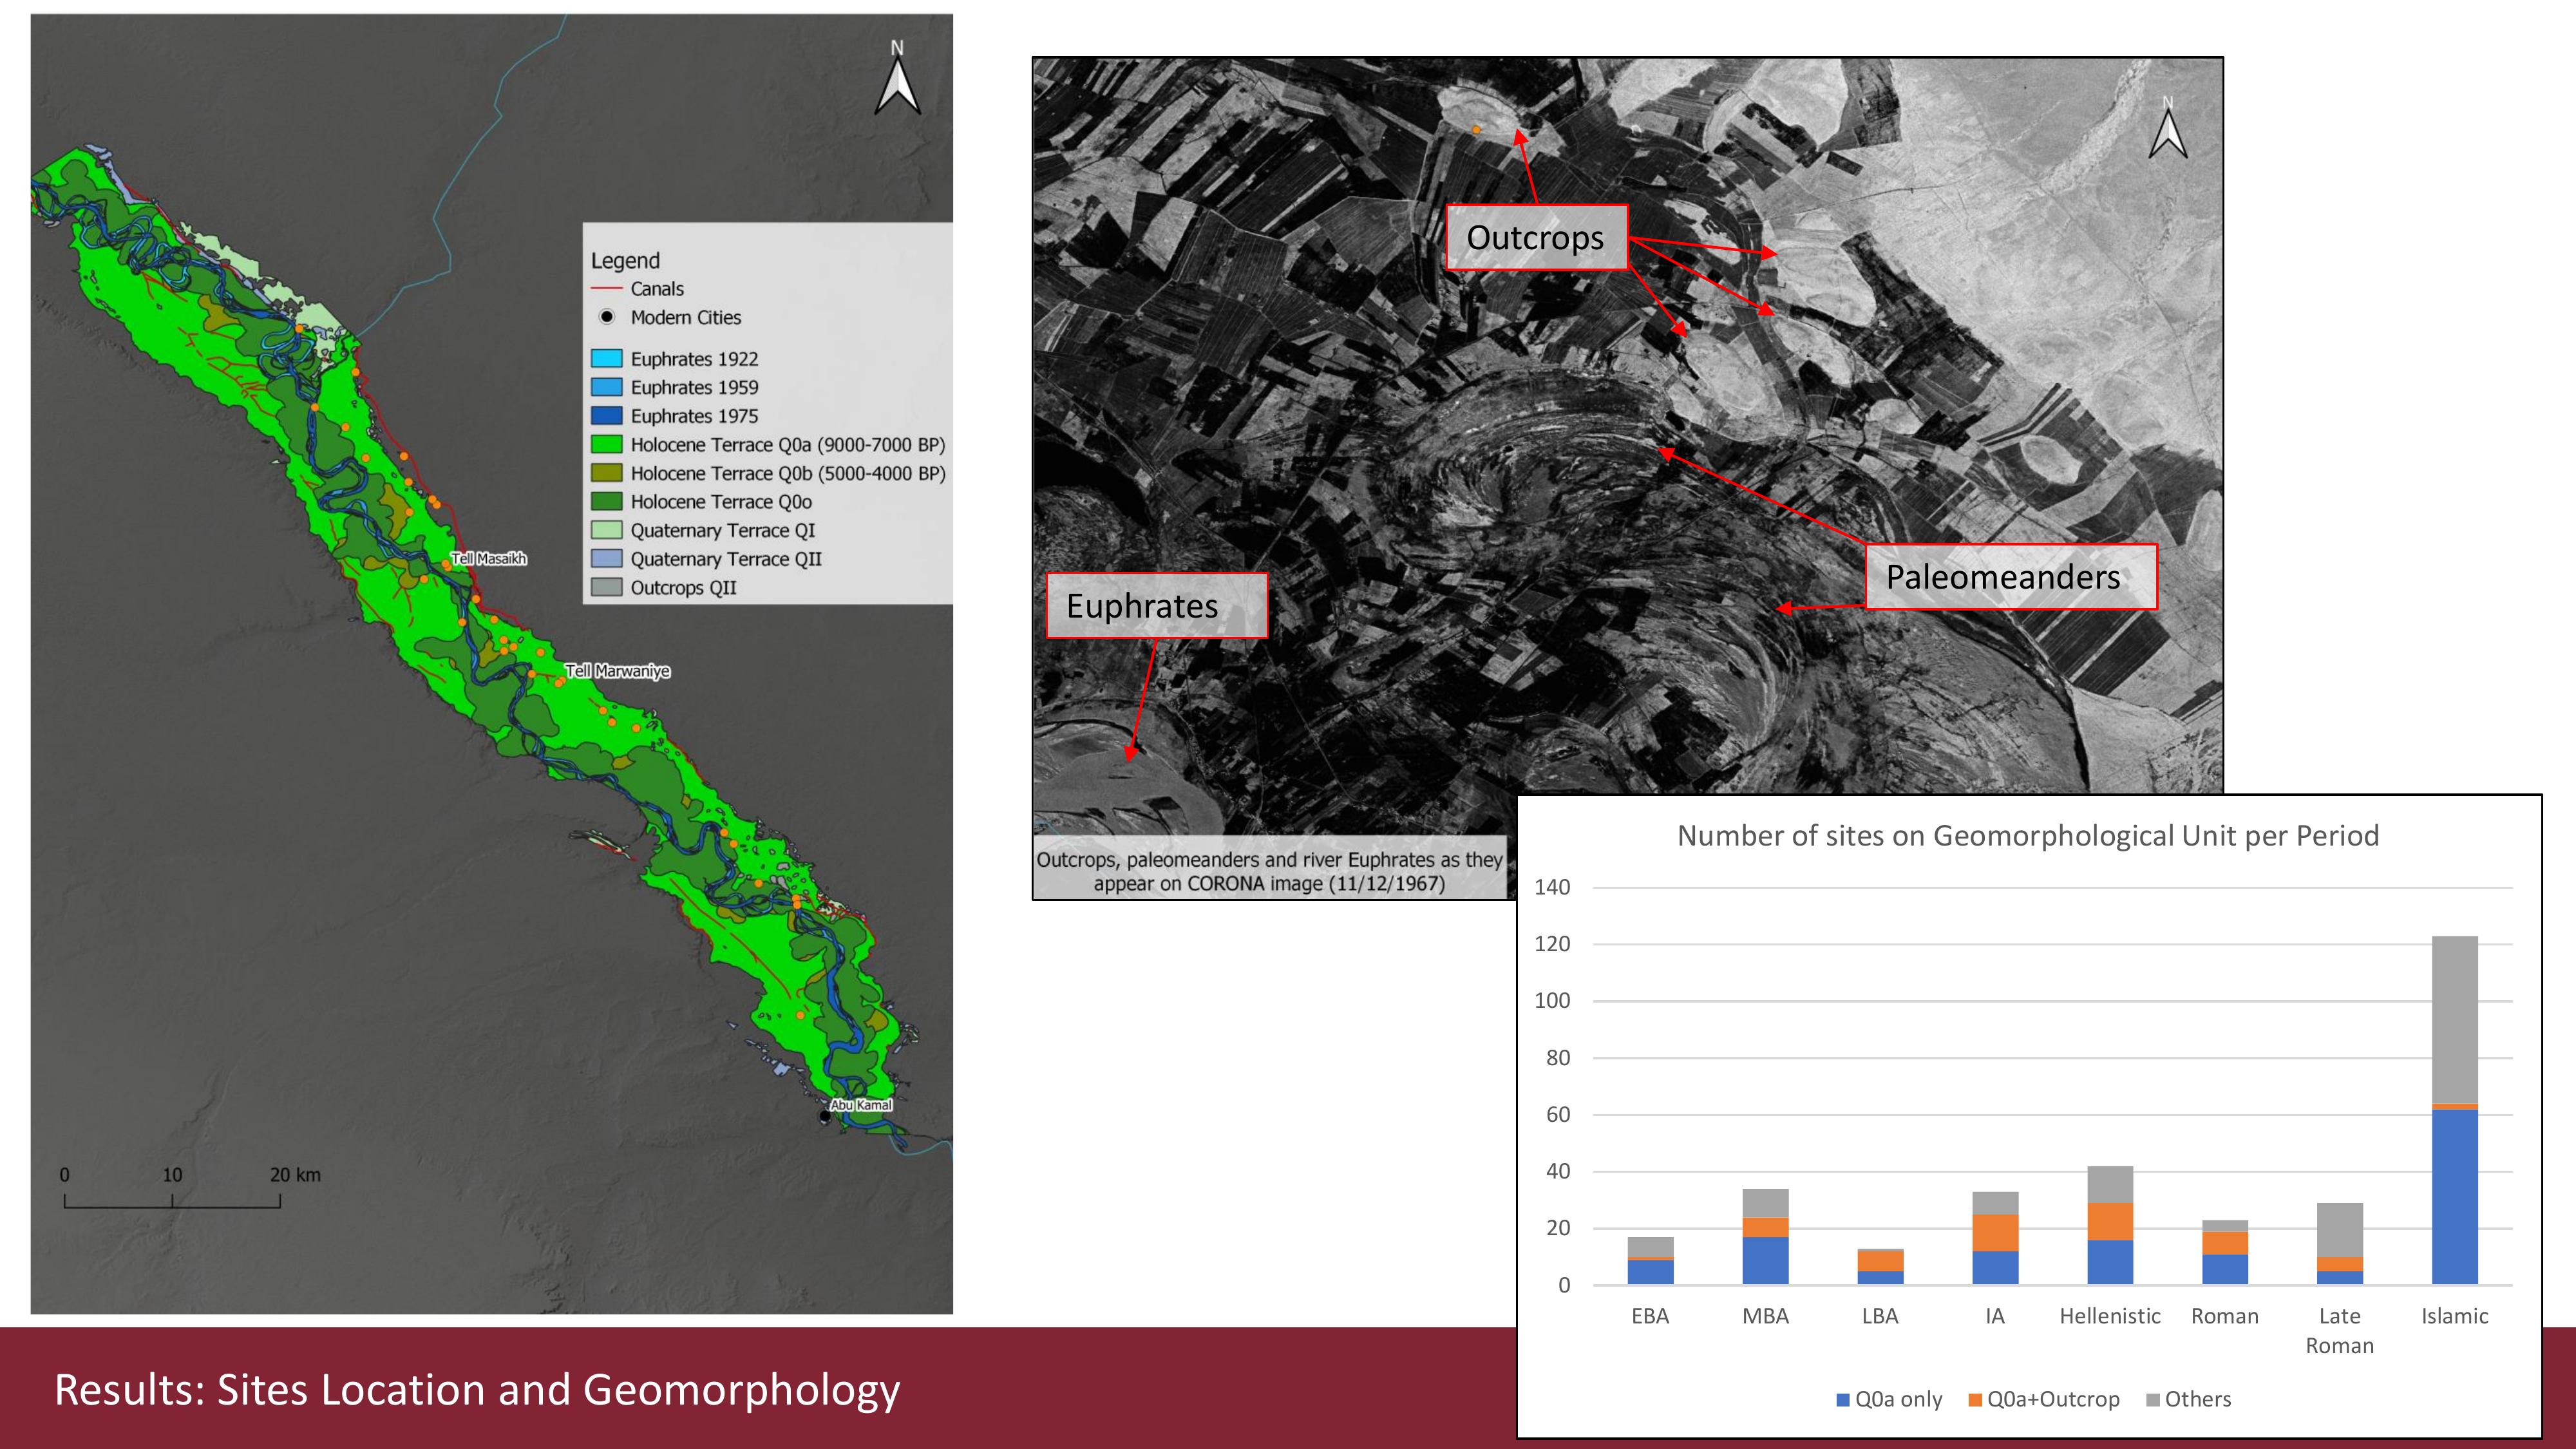 N
Legend
Canals
Modern Cities
Euphrates 1922
Euphrates 1959
Euphrates 1975
Holocene Terrace Q0a (9000-7000 BP)
Holocene Terrace Q0b (5000-4000 BP)
Holocene Terrace Q0o
Quaternary Terrace QI
Quaternary Terrace QII
Outcrops QII
Tell Masaikh
Tell Marwaniye
Abu Kamal
0 10 20 km
N
Outcrops
Paleomeanders
Euphrates
Outcrops, paleomeanders and river Euphrates as they
appear on CORONA image (11/12/1967)
Number of sites on Geomorphological Unit per Period
140
120
100
80
60
40
20
0
EBA MBA LBA IA Hellenistic Roman Late Roman Islamic
Q0a only Q0a+Outcrop Others
Results: Sites Location and Geomorphology